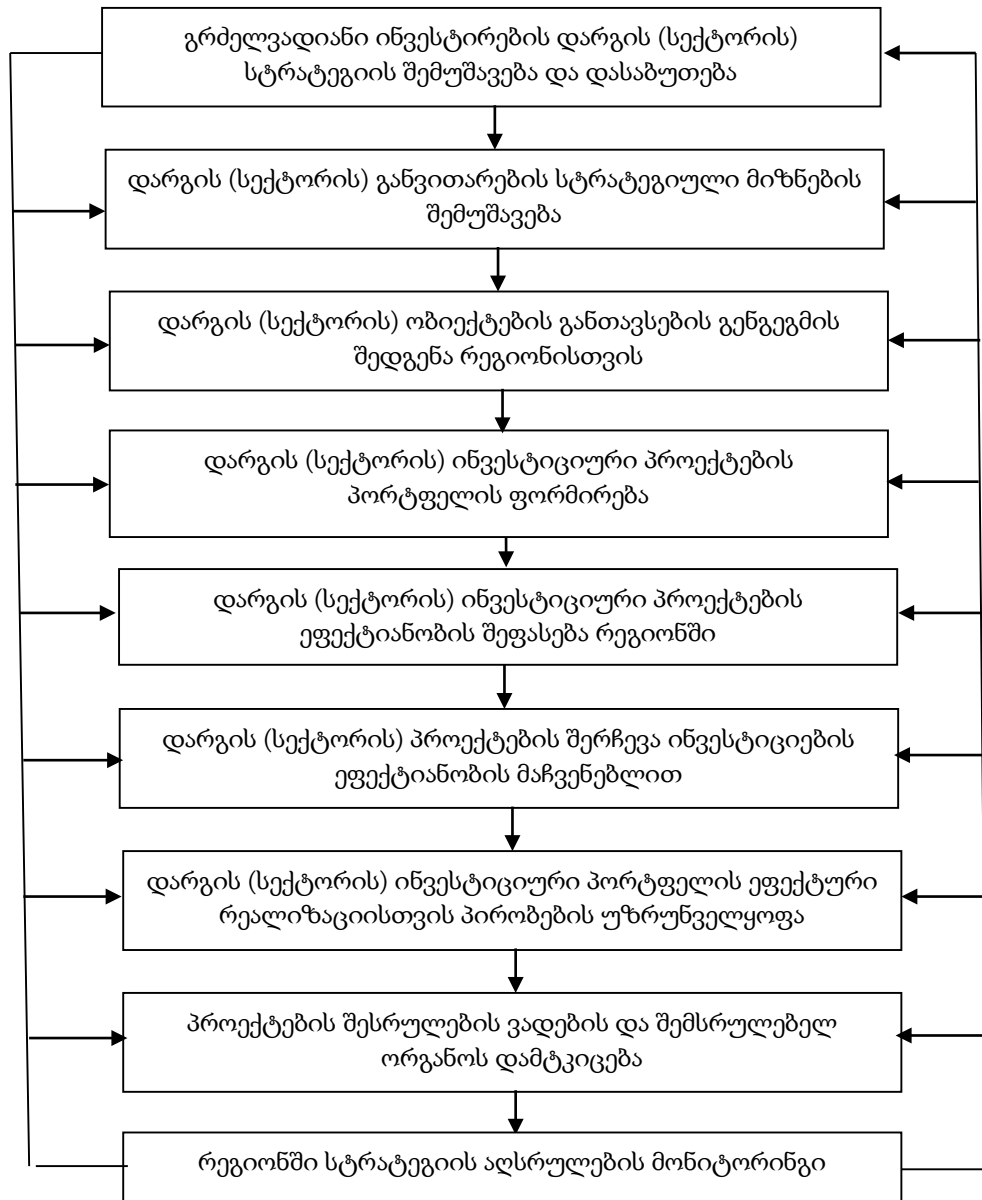 გრძელვადიანი ინვესტირების დარგის (სექტორის)
სტრატეგიის შემუშავება და დასაბუთება
დარგის (სექტორის) განვითარების სტრატეგიული მიზნების
შემუშავება
დარგის (სექტორის) ობიექტების განთავსების გენგეგმის
შედგენა რეგიონისთვის
დარგის (სექტორის) ინვესტიციური პროექტების
პორტფელის ფორმირება
დარგის (სექტორის) ინვესტიციური პროექტების
ეფექტიანობის შეფასება რეგიონში
დარგის (სექტორის) პროექტების შერჩევა ინვესტიციების
ეფექტიანობის მაჩვენებლით
დარგის (სექტორის) ინვესტიციური პორტფელის ეფექტური
რეალიზაციისთვის პირობების უზრუნველყოფა
პროექტების შესრულების ვადების და შემსრულებელ
ორგანოს დამტკიცება
რეგიონში სტრატეგიის აღსრულების მონიტორინგი